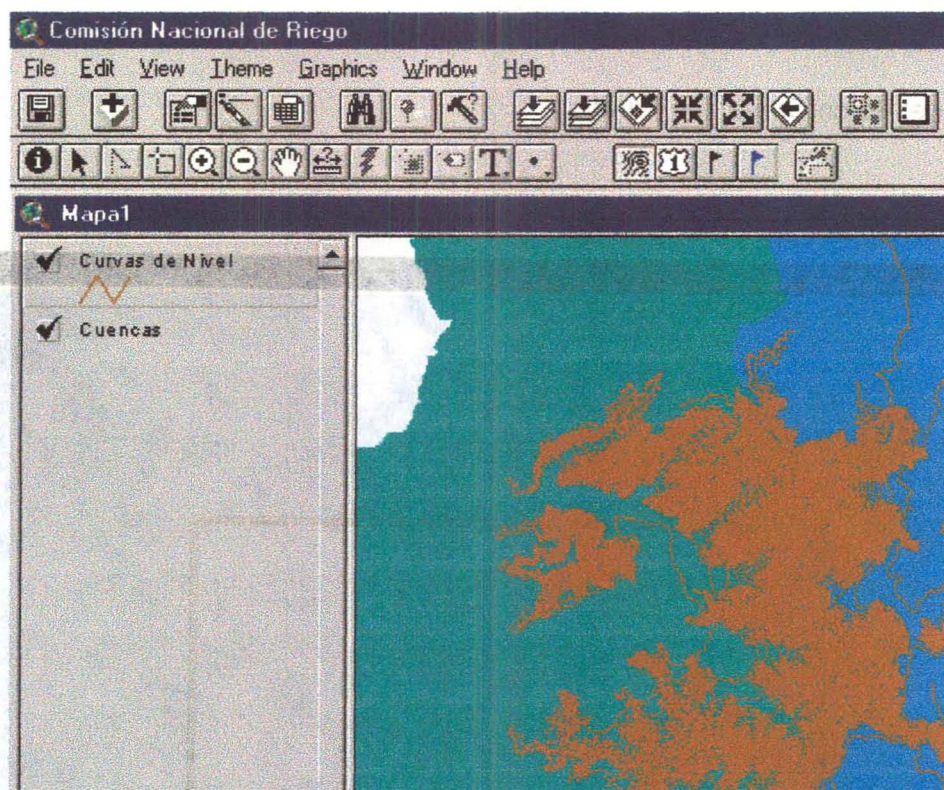 Comisión Nacional de Riego
File Edit View Theme Graphics Window Help
Mapa1
Curvas de Nivel
Cuencas